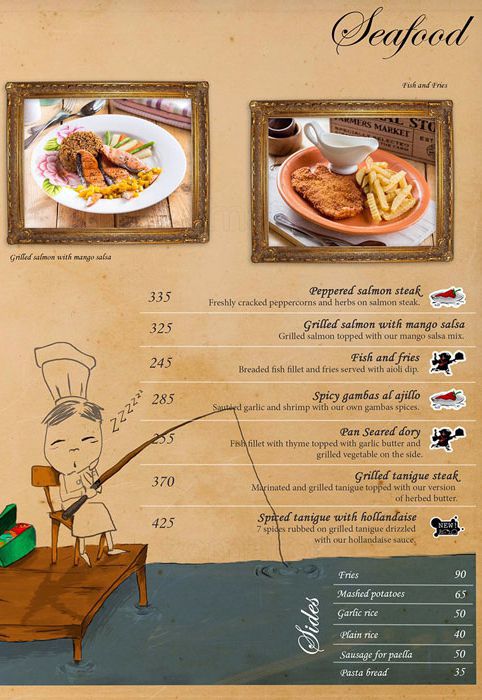 Seafood
Fish and Fries
Grilled salmon with mango salsa
335 Peppered salmon steak
Freshly cracked peppercorns and herbs on salmon steak.
325 Grilled salmon with mango salsa
Grilled salmon topped with our mango salsa mix.
245 Fish and fries
Breaded fish fillet and fries served with aioli dip.
285 Spicy gambas al ajillo
Sauteed garlic and shrimp with our own gambas spices.
ZZZZZZ
255 Pan Seared dory
Fish fillet with thyme topped with garlic butter and
grilled vegetable on the side.
370 Grilled tanigue steak
Marinated and grilled tanigue topped with our version
of herbed butter.
425 Spiced tanigue with hollandaise
7 spices rubbed on grilled tanigue drizzled
with our hollandaise sauce.
NEW!
Sides
Fries 90
Mashed potatoes 65
Garlic rice 50
Plain rice 40
Sausage for paella 50
Pasta bread 35